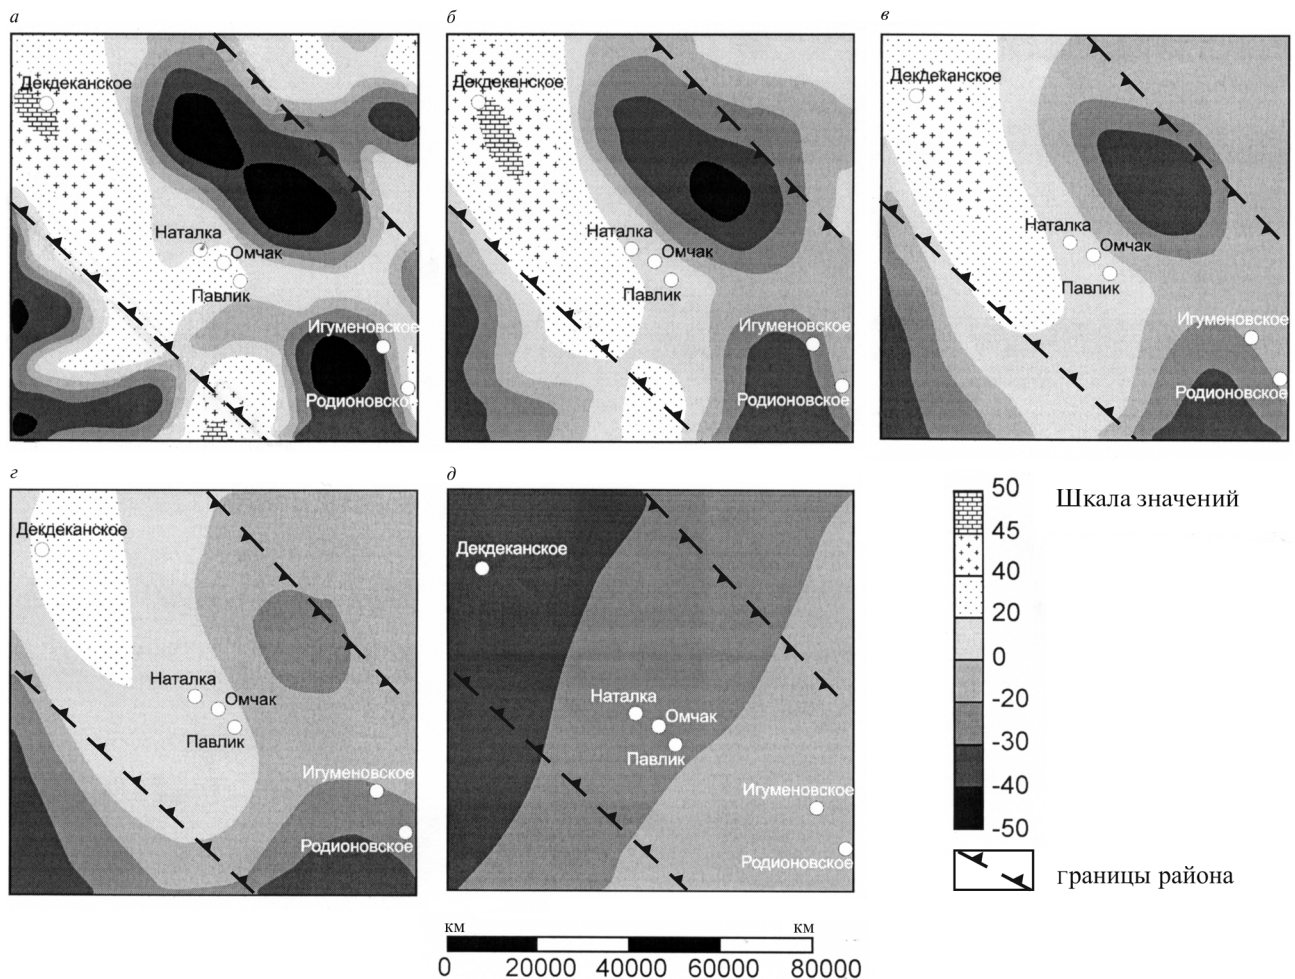 а
Декдеканское
Наталка
Омчак
Павлик
Игуменовское
Родионовское
б
Декдеканское
Наталка
Омчак
Павлик
Игуменовское
Родионовское
в
Декдеканское
Наталка
Омчак
Павлик
Игуменовское
Родионовское
г
Декдеканское
Наталка
Омчак
Павлик
Игуменовское
Родионовское
д
Декдеканское
Наталка
Омчак
Павлик
Игуменовское
Родионовское
50
45
40
20
0
-20
-30
-40
-50
Шкала значений
границы района
км км
0 20000 40000 60000 80000